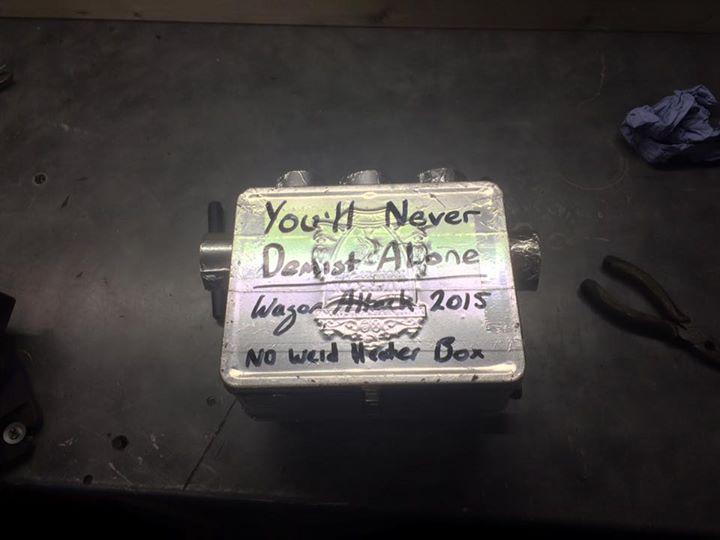 You'll Never
Demist Alone
Wagon Attack 2015
No Weld Heater Box